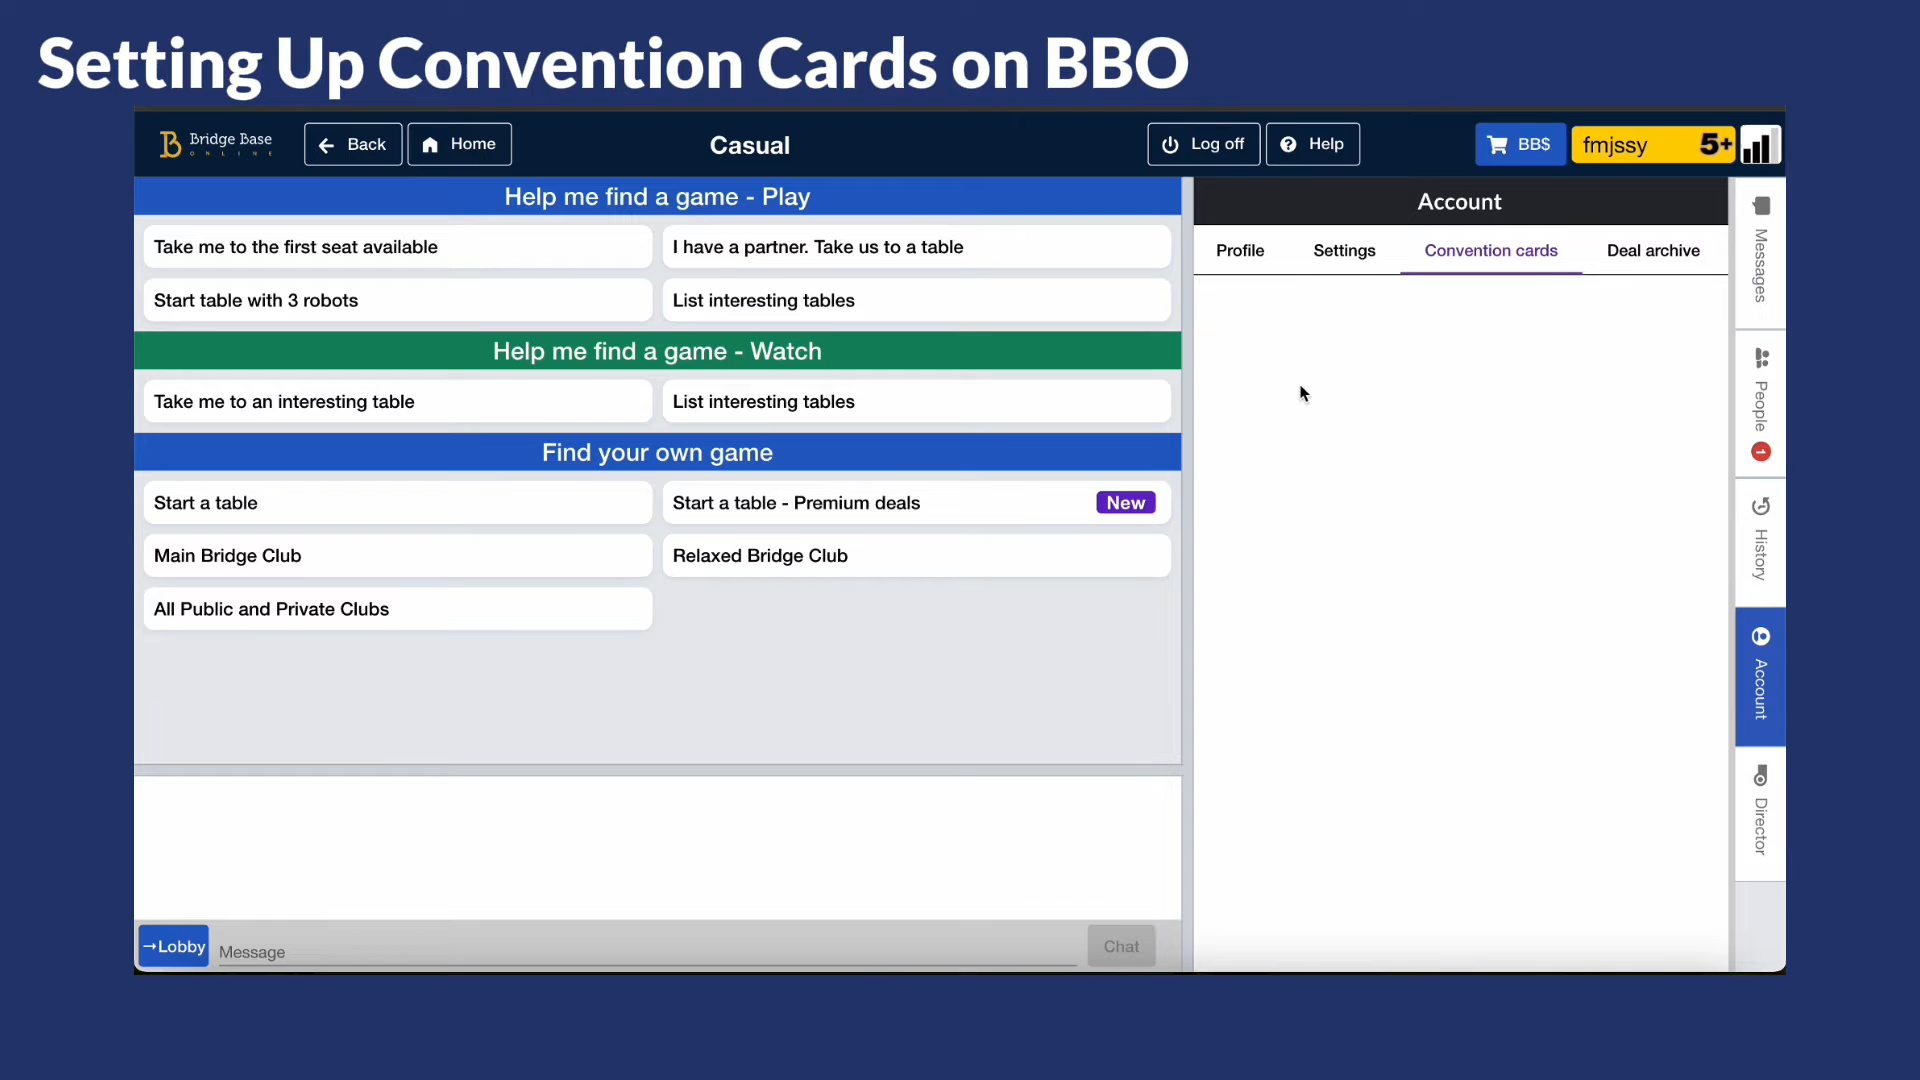 Setting Up Convention Cards on BBO
Bridge Base
ONLINE
Back
Home
Casual
Log off
Help
BB$
fmjssy
5+
Help me find a game - Play
Take me to the first seat available
I have a partner. Take us to a table
Start table with 3 robots
List interesting tables
Help me find a game - Watch
Take me to an interesting table
List interesting tables
Find your own game
Start a table
Start a table - Premium deals
New
Main Bridge Club
Relaxed Bridge Club
All Public and Private Clubs
→Lobby
Message
Chat
Account
Profile
Settings
Convention cards
Deal archive
Messages
People
1
History
Account
Director